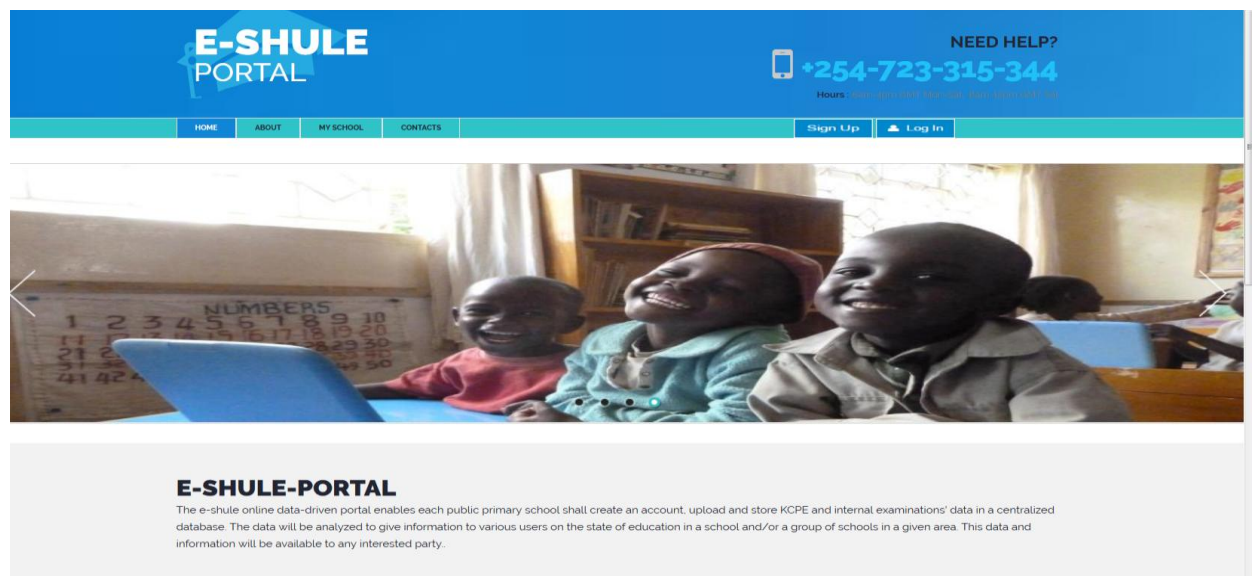 E-SHULE
PORTAL
NEED HELP?
+254-723-315-344
Hours :
HOME ABOUT MY SCHOOL CONTACTS
Sign Up Log In
NUMBERS
1 2 3 4 5 6 7 8 9 10
41 42
E-SHULE-PORTAL
The e-shule online data-driven portal enables each public primary school shall create an account, upload and store KCPE and internal examinations' data in a centralized
database. The data will be analyzed to give information to various users on the state of education in a school and/or a group of schools in a given area. This data and
information will be available to any interested party..